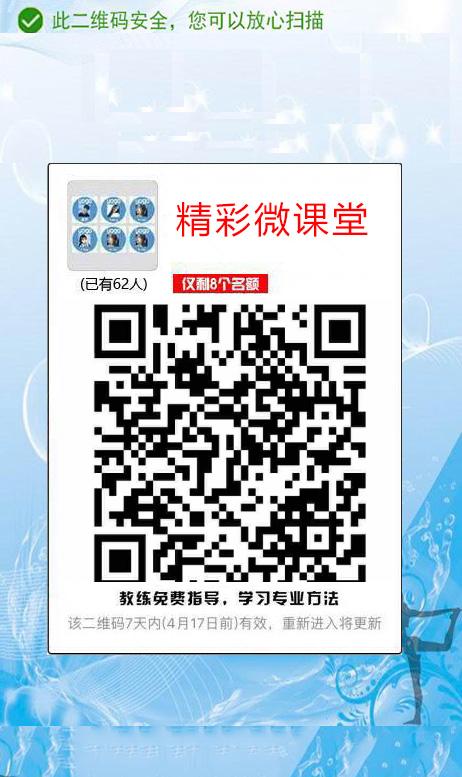 此二维码安全，您可以放心扫描
精彩微课堂
(已有62人)
仅剩8个名额
教练免费指导，学习专业方法
该二维码7天内(4月17日前)有效，重新进入将更新